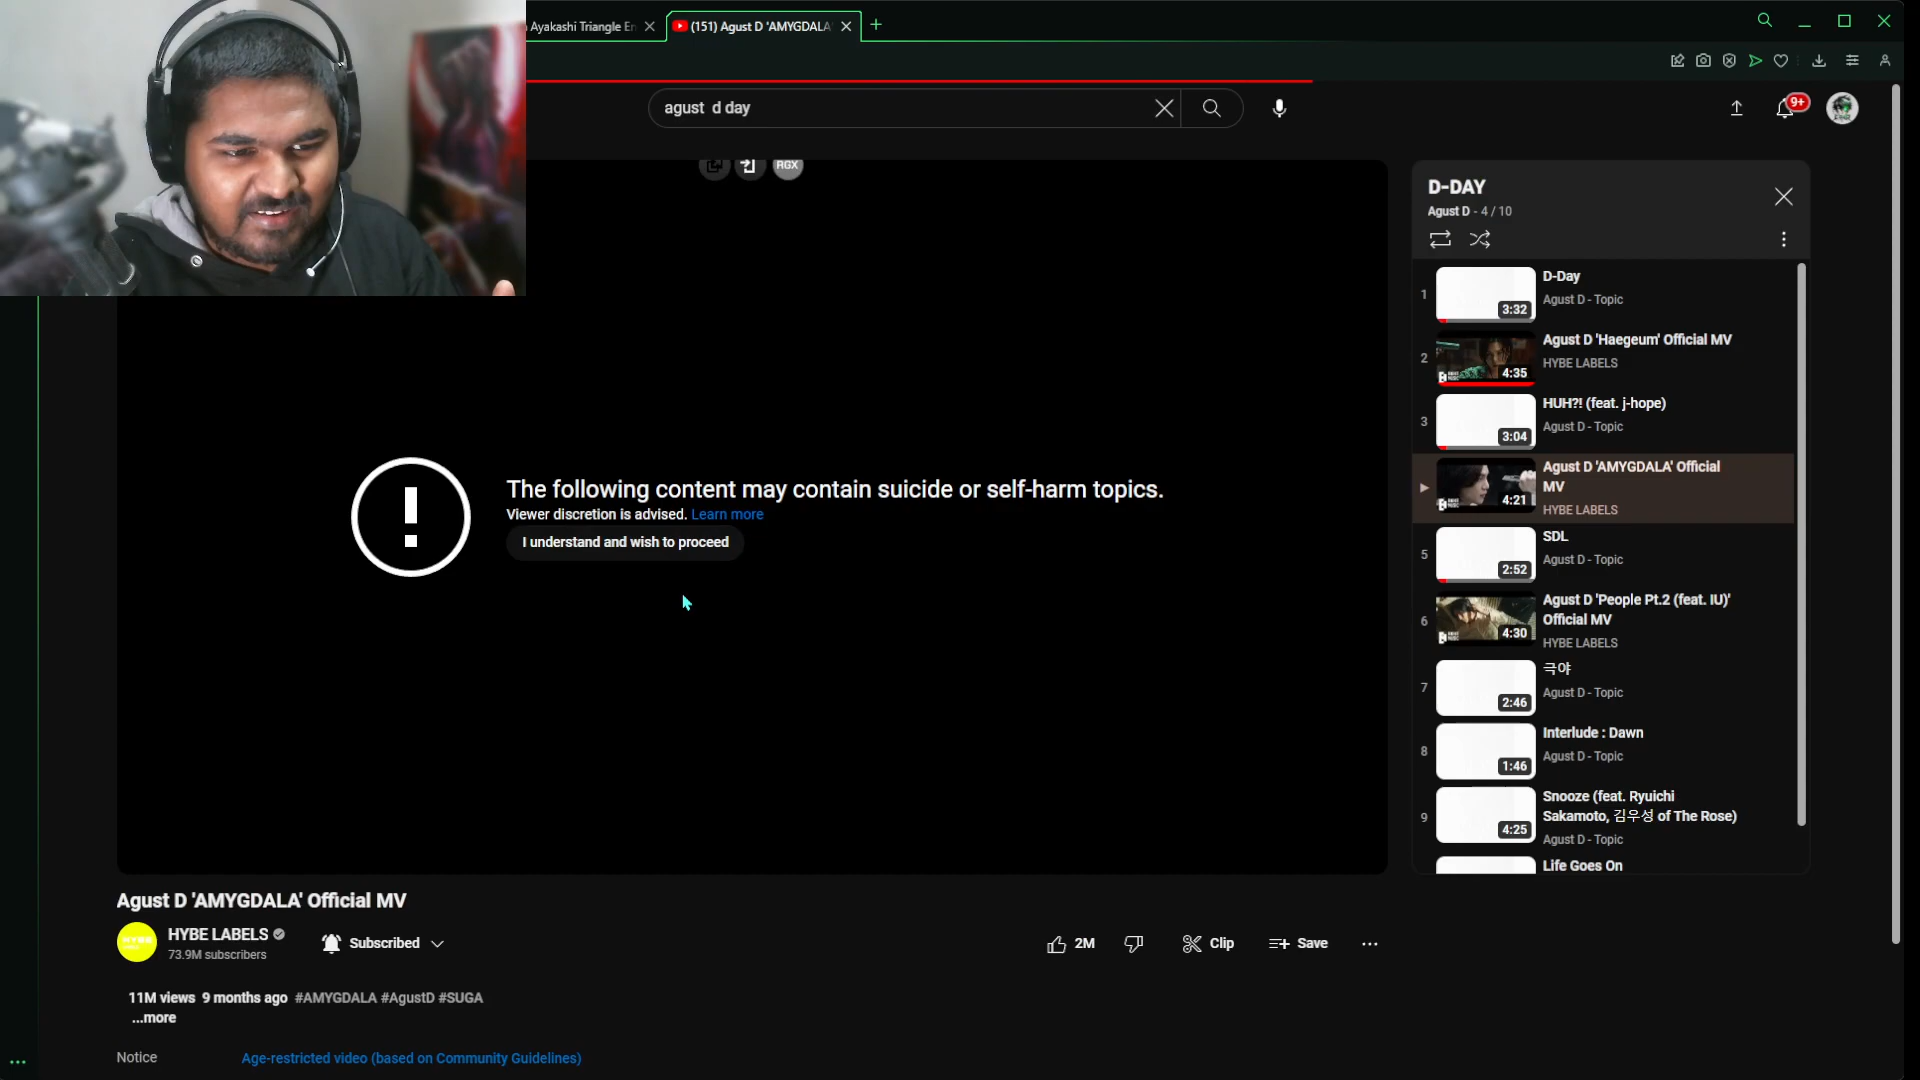 Ayakashi Triangle En
(151) Agust D 'AMYGDALA'
agust d day
9+
RGX
D-DAY
Agust D - 4 / 10
1
3:32
D-Day
Agust D - Topic
2
4:35
Agust D 'Haegeum' Official MV
HYBE LABELS
3
3:04
HUH?! (feat. j-hope)
Agust D - Topic
4:21
Agust D 'AMYGDALA' Official
MV
HYBE LABELS
5
2:52
SDL
Agust D - Topic
6
4:30
Agust D 'People Pt.2 (feat. IU)'
Official MV
HYBE LABELS
7
2:46
극야
Agust D - Topic
8
1:46
Interlude : Dawn
Agust D - Topic
9
4:25
Snooze (feat. Ryuichi
Sakamoto, 김우성 of The Rose)
Agust D - Topic
Life Goes On
The following content may contain suicide or self-harm topics.
Viewer discretion is advised. Learn more
I understand and wish to proceed
Agust D 'AMYGDALA' Official MV
HYBE LABELS
73.9M subscribers
Subscribed
2M
Clip
Save
11M views 9 months ago #AMYGDALA #AgustD #SUGA
...more
Notice
Age-restricted video (based on Community Guidelines)